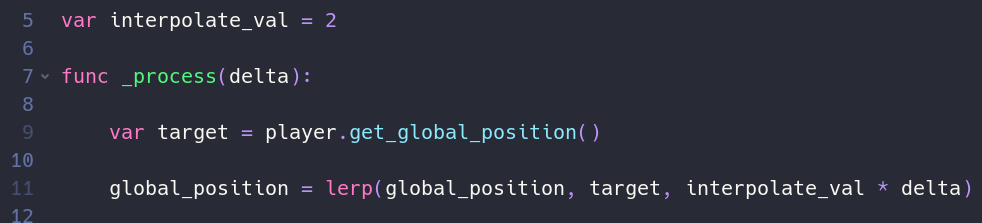 5 var interpolate_val = 2
6
7 func _process(delta):
8
9 var target = player.get_global_position()
10
11 global_position = lerp(global_position, target, interpolate_val * delta)
12